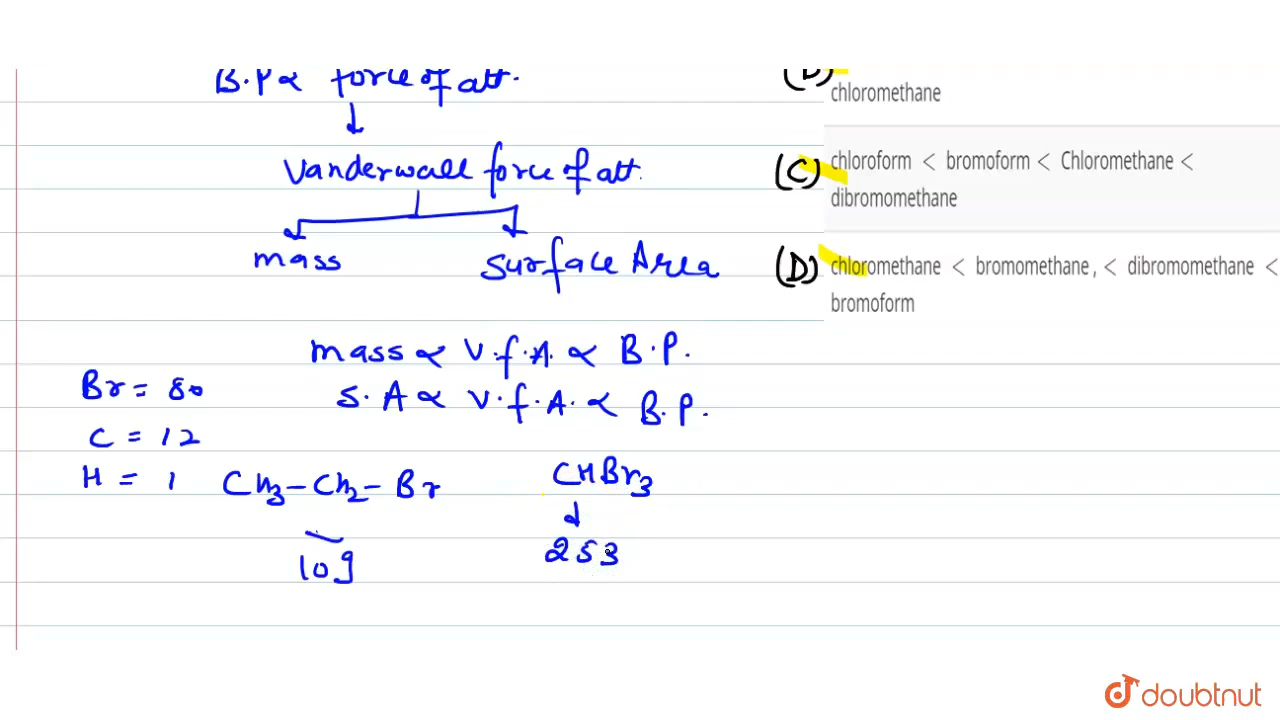 B.P ∝ force of att.
↓
Vanderwall force of att.
mass
surface Area
mass ∝ V.f.A. ∝ B.P.
S.A ∝ V.f.A. ∝ B.P.
Br = 80
C = 12
H = 1
CH3-CH2-Br
CHBr3
↓
109
253
chloromethane
(C) chloroform < bromoform < Chloromethane <
dibromomethane
(D) chloromethane < bromomethane, < dibromomethane <
bromoform
doubtnut